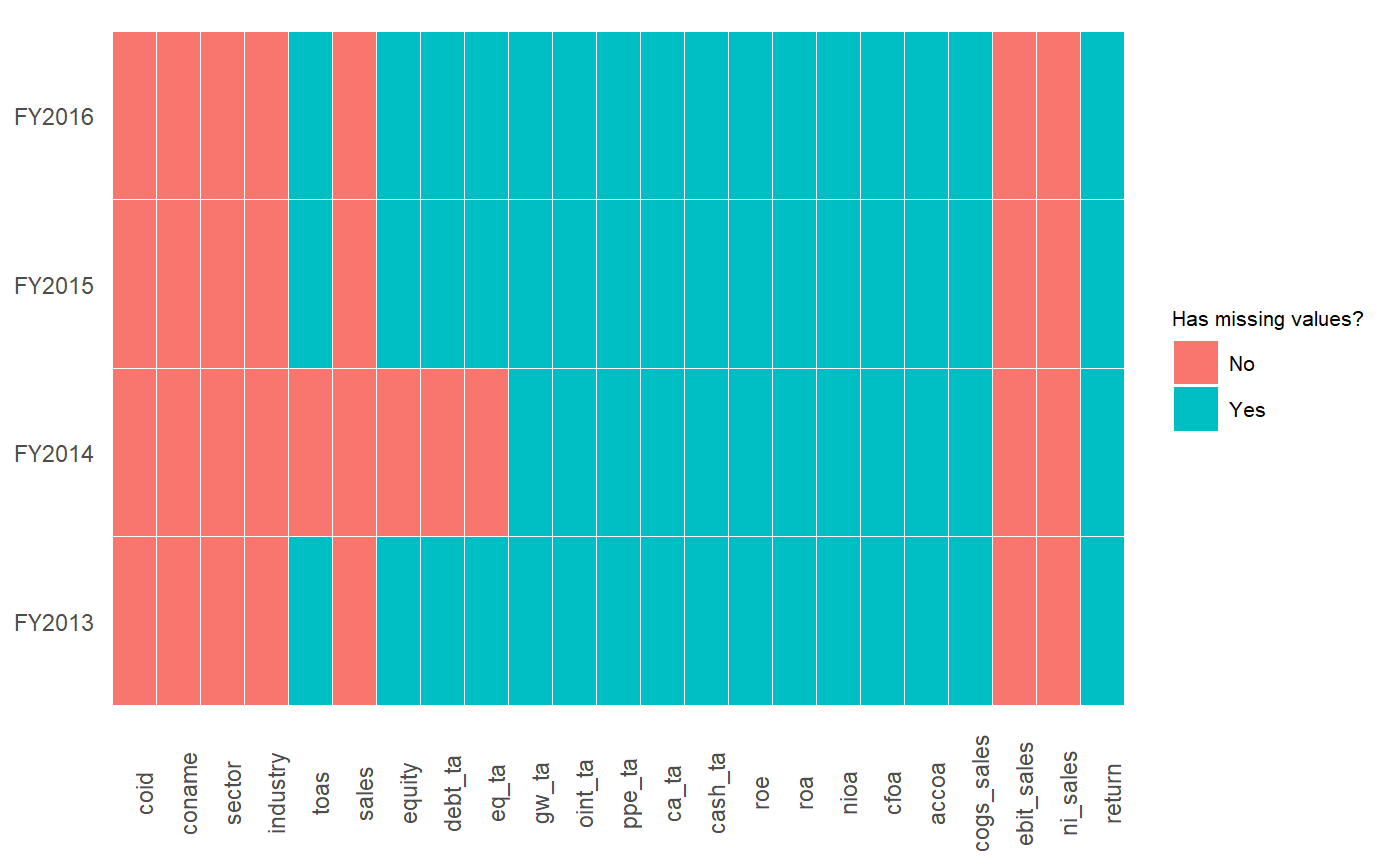 FY2016
FY2015
FY2014
FY2013
coid
coname
sector
industry
toas
sales
equity
debt_ta
eq_ta
gw_ta
oint_ta
ppe_ta
ca_ta
cash_ta
roe
roa
nioa
cfoa
accoa
cogs_sales
ebit_sales
ni_sales
return
Has missing values?
No
Yes